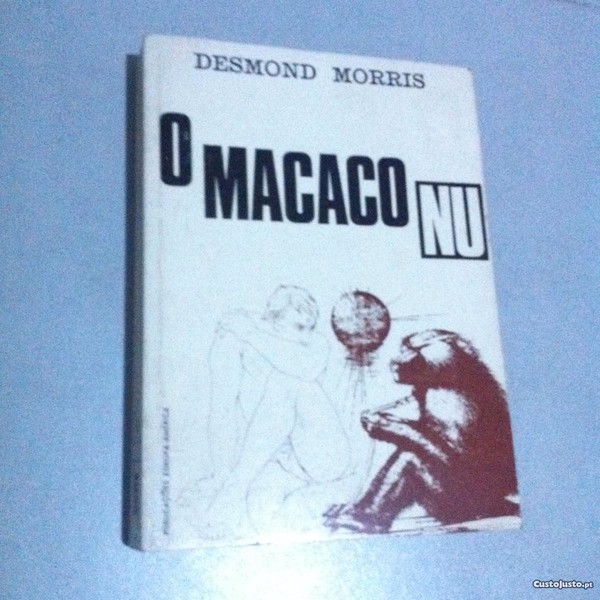 DESMOND MORRIS
O MACACO NU
PUBLICAÇÕES EUROPA-AMÉRICA
CustoJusto.pt